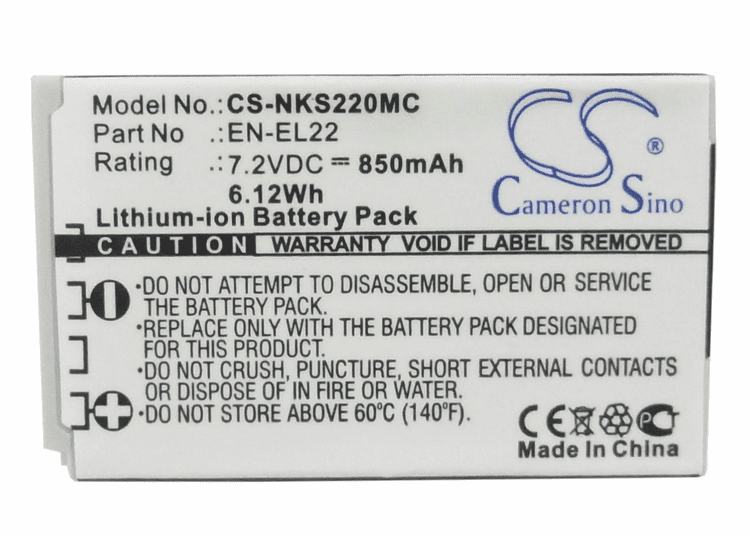 Model No.: CS-NKS220MC
Part No .: EN-EL22
Rating .: 7.2VDC ⎓ 850mAh
6.12Wh
CS ®
Cameron Sino
Lithium-ion Battery Pack
CAUTION WARRANTY VOID IF LABEL IS REMOVED
•DO NOT ATTEMPT TO DISASSEMBLE, OPEN OR SERVICE
THE BATTERY PACK.
•REPLACE ONLY WITH THE BATTERY PACK DESIGNATED
FOR THIS PRODUCT.
•DO NOT CRUSH, PUNCTURE, SHORT EXTERNAL CONTACTS
OR DISPOSE OF IN FIRE OR WATER.
•DO NOT STORE ABOVE 60°C (140°F).
CE PCT
Made In China